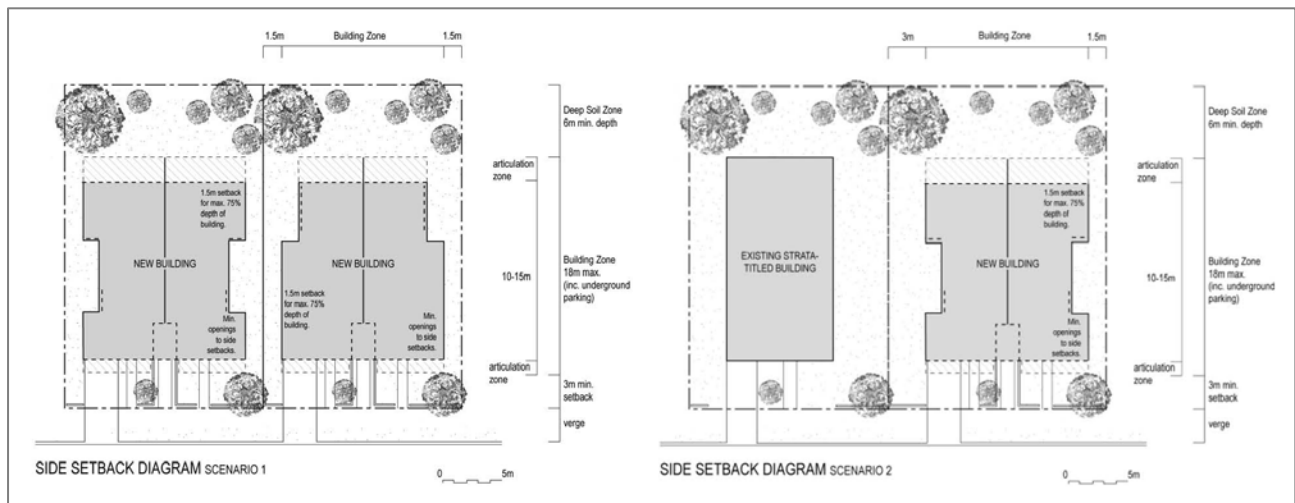 1.5m
Building Zone
1.5m
Deep Soil Zone
6m min. depth
articulation
zone
1.5m setback
for max. 75%
depth of
building.
NEW BUILDING
NEW BUILDING
10-15m
Building Zone
18m max.
(inc. underground
parking)
1.5m setback
for max. 75%
depth of
building.
Min.
openings
to side
setbacks.
Min.
openings
to side
setbacks.
articulation
zone
3m min.
setback
verge
SIDE SETBACK DIAGRAM SCENARIO 1
0
5m
3m
Building Zone
1.5m
Deep Soil Zone
6m min. depth
articulation
zone
1.5m setback
for max. 75%
depth of
building.
EXISTING STRATA-
TITLED BUILDING
NEW BUILDING
10-15m
Building Zone
18m max.
(inc. underground
parking)
Min.
openings
to side
setbacks.
articulation
zone
3m min.
setback
verge
SIDE SETBACK DIAGRAM SCENARIO 2
0
5m